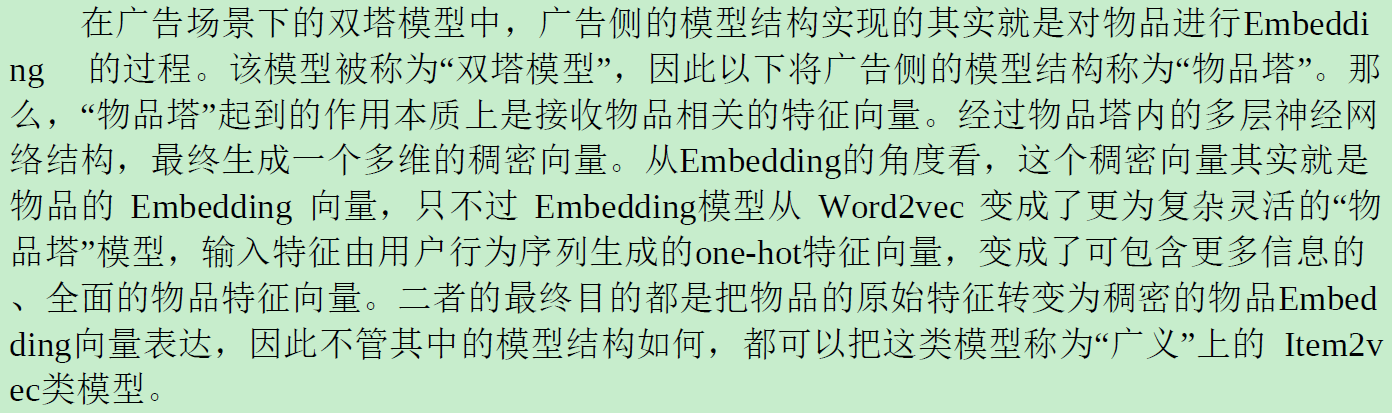 在广告场景下的双塔模型中，广告侧的模型结构实现的其实就是对物品进行Embeddi
ng 的过程。该模型被称为“双塔模型”，因此以下将广告侧的模型结构称为“物品塔”。那
么，“物品塔”起到的作用本质上是接收物品相关的特征向量。经过物品塔内的多层神经网
络结构，最终生成一个多维的稠密向量。从Embedding的角度看，这个稠密向量其实就是
物品的 Embedding 向量，只不过 Embedding模型从 Word2vec 变成了更为复杂灵活的“物
品塔”模型，输入特征由用户行为序列生成的one-hot特征向量，变成了可包含更多信息的
、全面的物品特征向量。二者的最终目的都是把物品的原始特征转变为稠密的物品Embed
ding向量表达，因此不管其中的模型结构如何，都可以把这类模型称为“广义”上的 Item2v
ec类模型。